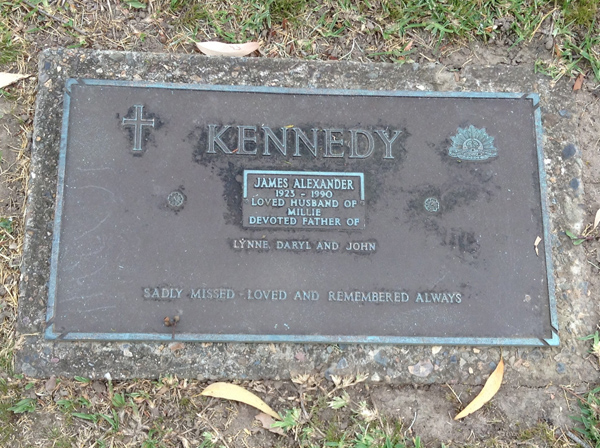 KENNEDY
JAMES ALEXANDER
1923 - 1990
LOVED HUSBAND OF
MILLIE
DEVOTED FATHER OF
LYNNE, DARYL AND JOHN
SADLY MISSED - LOVED AND REMEMBERED ALWAYS